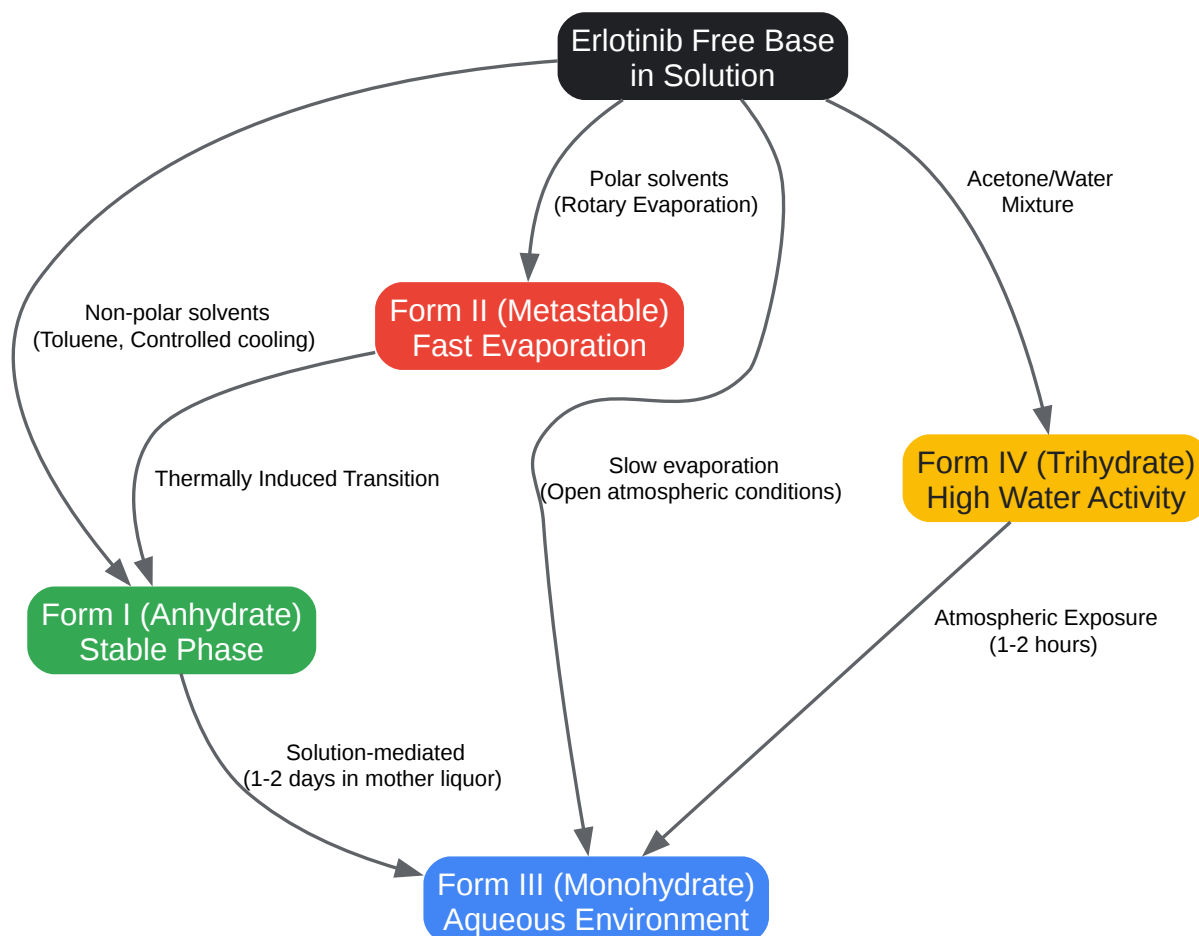 Erlotinib Free Base
in Solution
Polar solvents
(Rotary Evaporation)
Acetone/Water
Mixture
Non-polar solvents
(Toluene, Controlled cooling)
Form II (Metastable)
Fast Evaporation
Thermally Induced Transition
Slow evaporation
(Open atmospheric conditions)
Form IV (Trihydrate)
High Water Activity
Form I (Anhydrate)
Stable Phase
Atmospheric Exposure
(1-2 hours)
Solution-mediated
(1-2 days in mother liquor)
Form III (Monohydrate)
Aqueous Environment